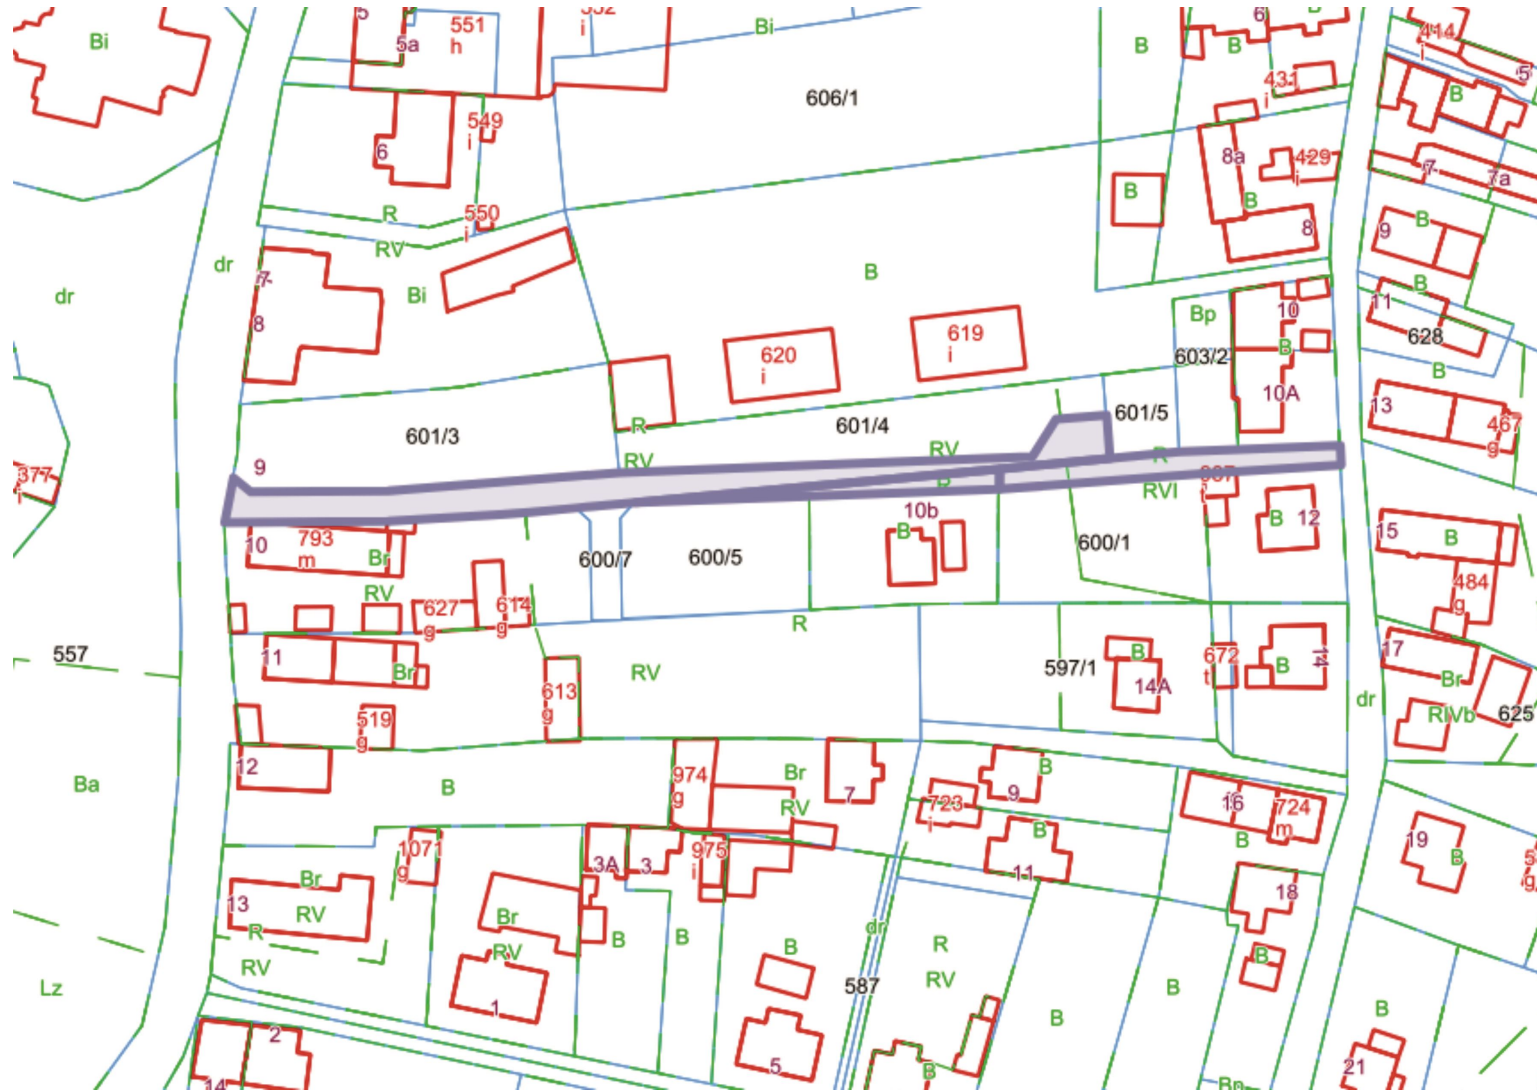 5
551
h
552
i
Bi
6
B
414
i
Bi
5a
B
B
5
606/1
431
i
B
549
i
6
8a
429
i
7
7a
B
B
R
550
i
RV
8
9
B
dr
B
7
Bi
B
dr
8
Bp
10
11
628
620
i
619
i
603/2
B
B
10A
13
467
g
601/3
R
601/4
601/5
RV
RV
R
9
377
i
R
RVI
10b
667
t
B
B
12
15
B
10
793
m
Br
RV
600/7
600/5
600/1
484
g
627
g
614
g
R
557
11
Br
RV
597/1
B
14A
672
t
B
14
17
Br
RIVb
625
dr
613
g
519
g
12
Ba
B
974
g
Br
RV
7
B
9
723
i
B
11
16
724
m
B
19
B
1071
g
3A
3
975
i
Br
RV
13
R
RV
Br
RV
B
B
B
dr
R
RV
18
B
587
Lz
1
B
B
B
5
2
14
B
Bp
21